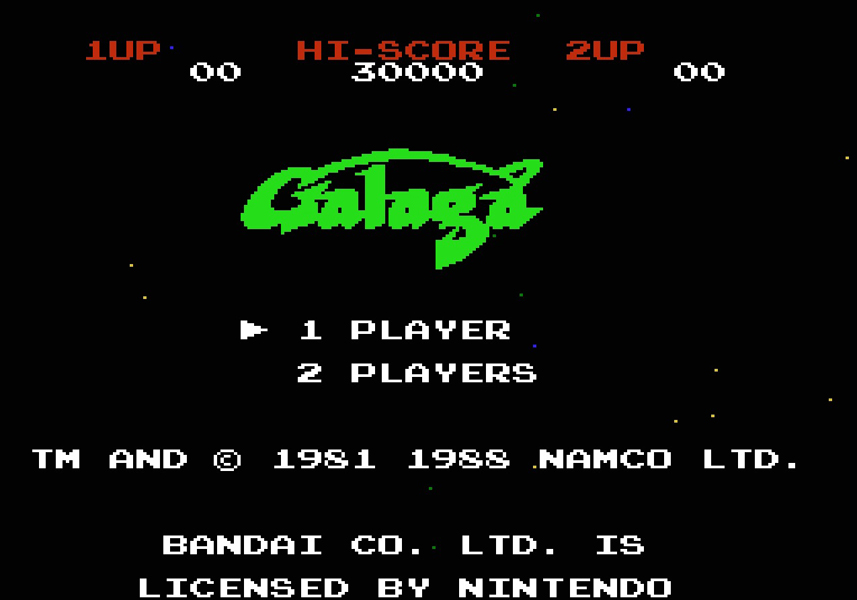 1UP HI-SCORE 2UP
00 30000 00
Galaga
► 1 PLAYER
2 PLAYERS
TM AND © 1981 1988 NAMCO LTD.
BANDAI CO. LTD. IS
LICENSED BY NINTENDO